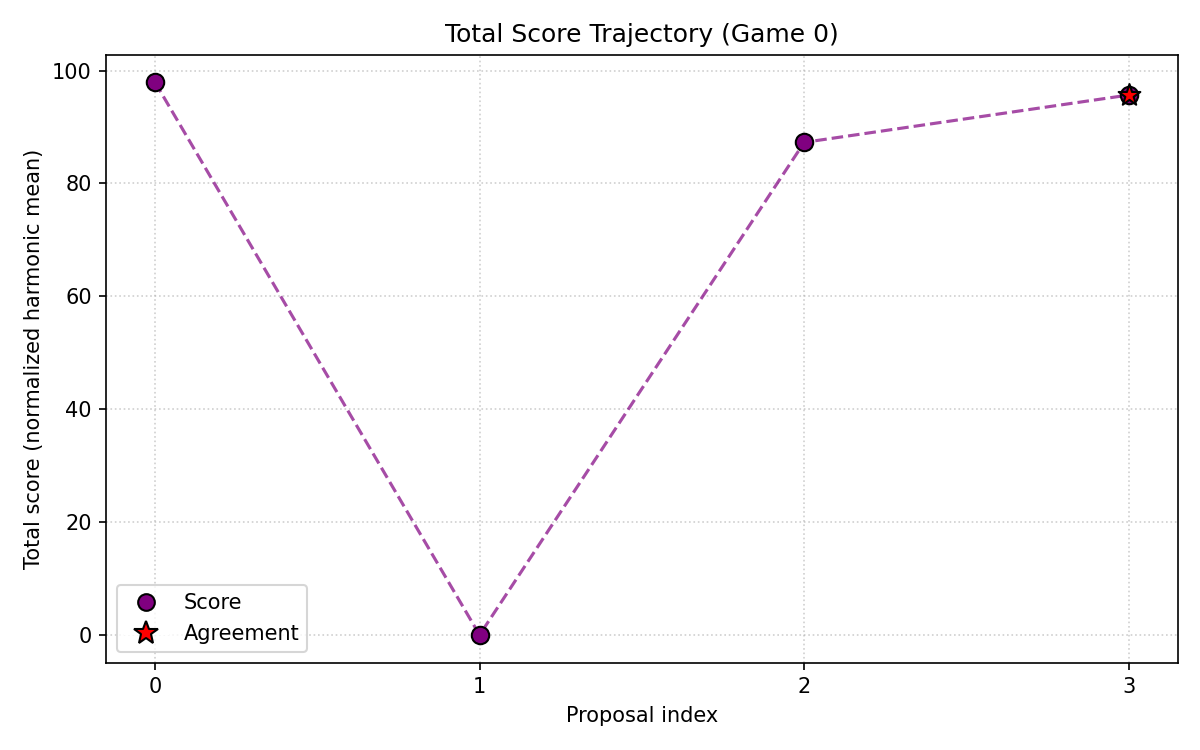 Total Score Trajectory (Game 0)
Total score (normalized harmonic mean)
100
80
60
40
20
0
Score
Agreement
0 1 2 3
Proposal index